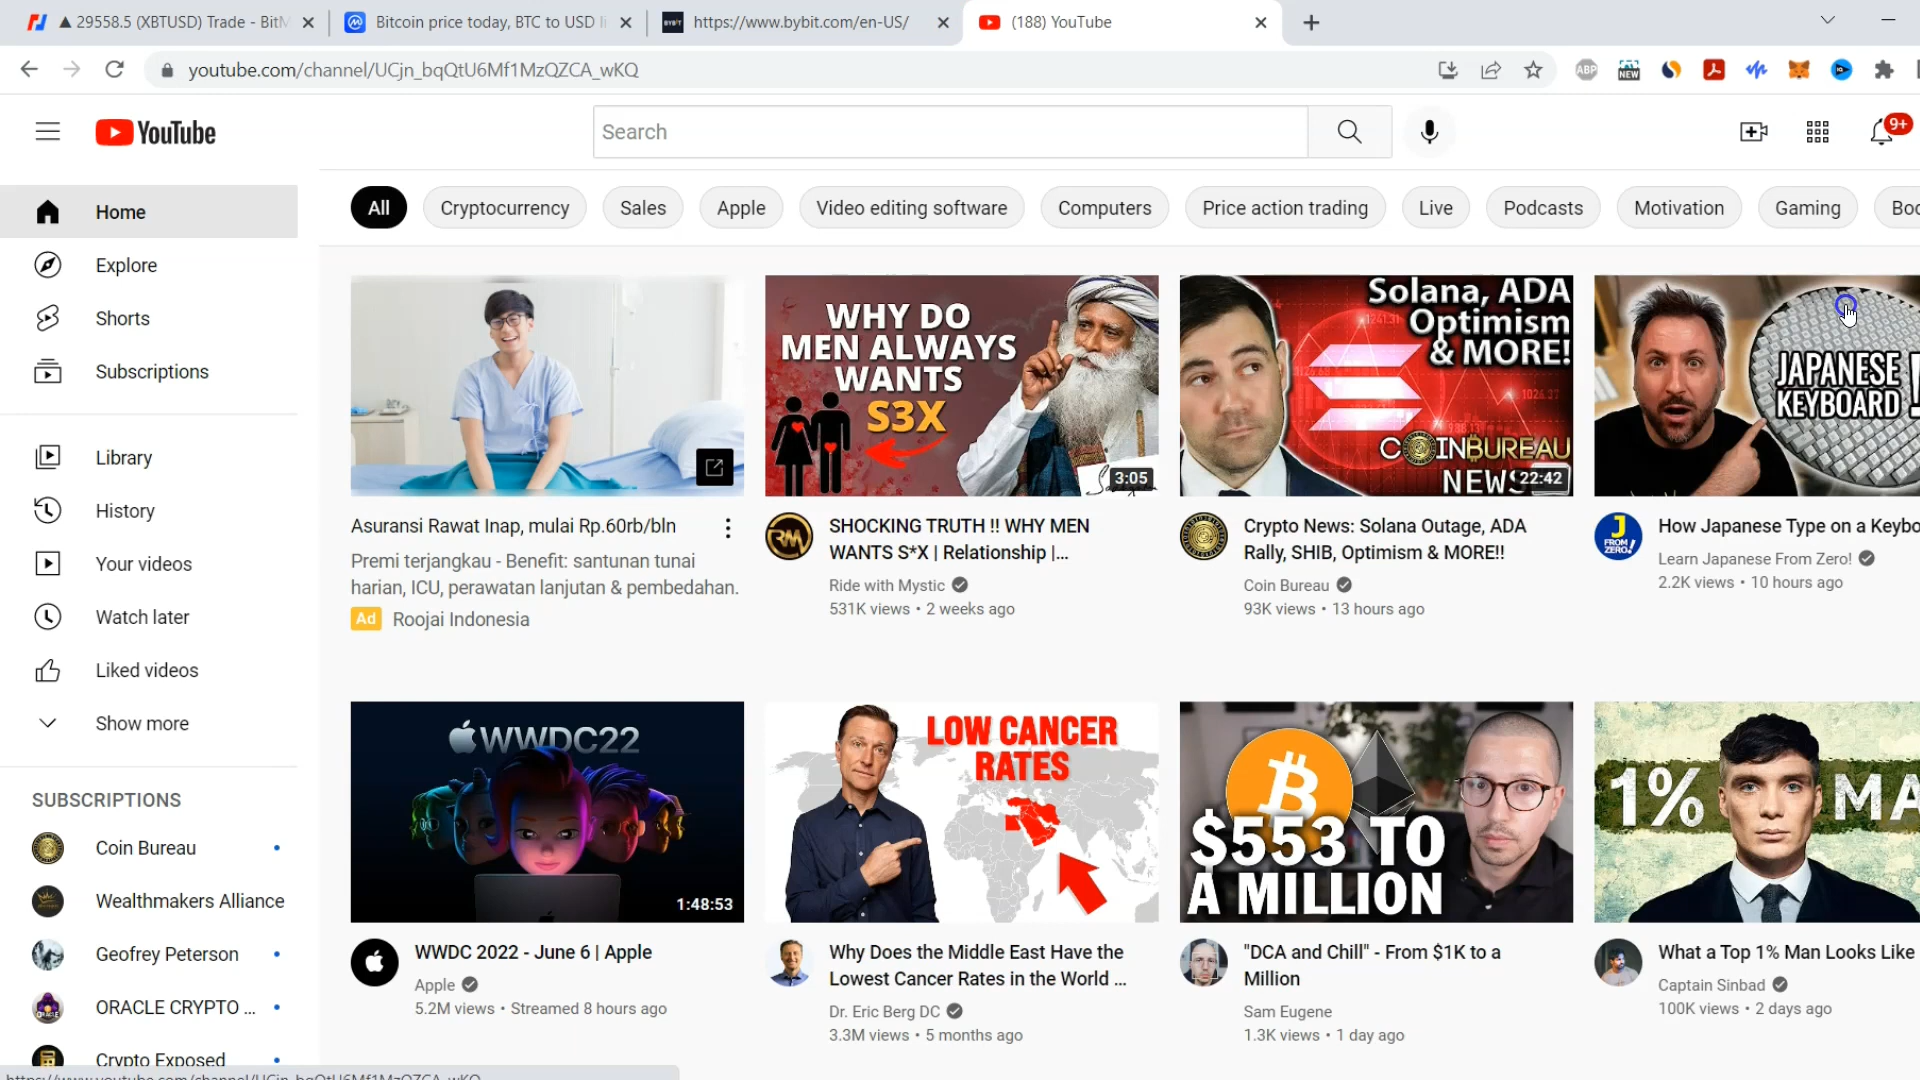 ▲ 29558.5 (XBTUSD) Trade - BitM
Bitcoin price today, BTC to USD li
BYBIT
https://www.bybit.com/en-US/
(188) YouTube
youtube.com/channel/UCjn_bqQtU6Mf1MzQZCA_wKQ
ABP
NEW
YouTube
Search
9+
Home
Explore
Shorts
Subscriptions
Library
History
Your videos
Watch later
Liked videos
Show more
SUBSCRIPTIONS
Coin Bureau
Wealthmakers Alliance
Geofrey Peterson
ORACLE CRYPTO ...
Crypto Exposed
All
Cryptocurrency
Sales
Apple
Video editing software
Computers
Price action trading
Live
Podcasts
Motivation
Gaming
Asuransi Rawat Inap, mulai Rp.60rb/bln
Premi terjangkau - Benefit: santunan tunai
harian, ICU, perawatan lanjutan & pembedahan.
Ad Roojai Indonesia
WHY DO
MEN ALWAYS
WANTS
S3X
3:05
RM
SHOCKING TRUTH !! WHY MEN
WANTS S*X | Relationship |...
Ride with Mystic
531K views • 2 weeks ago
Solana, ADA
Optimism
& MORE!
COINBUREAU
NEWS
22:42
Crypto News: Solana Outage, ADA
Rally, SHIB, Optimism & MORE!!
Coin Bureau
93K views • 13 hours ago
JAPANESE
KEYBOARD
J
FROM
ZERO!
How Japanese Type on a Keybo
Learn Japanese From Zero!
2.2K views • 10 hours ago
WWDC22
1:48:53
WWDC 2022 - June 6 | Apple
Apple
5.2M views • Streamed 8 hours ago
LOW CANCER
RATES
Why Does the Middle East Have the
Lowest Cancer Rates in the World ...
Dr. Eric Berg DC
3.3M views • 5 months ago
$553 TO
A MILLION
"DCA and Chill" - From $1K to a
Million
Sam Eugene
1.3K views • 1 day ago
1% MA
What a Top 1% Man Looks Like
Captain Sinbad
100K views • 2 days ago